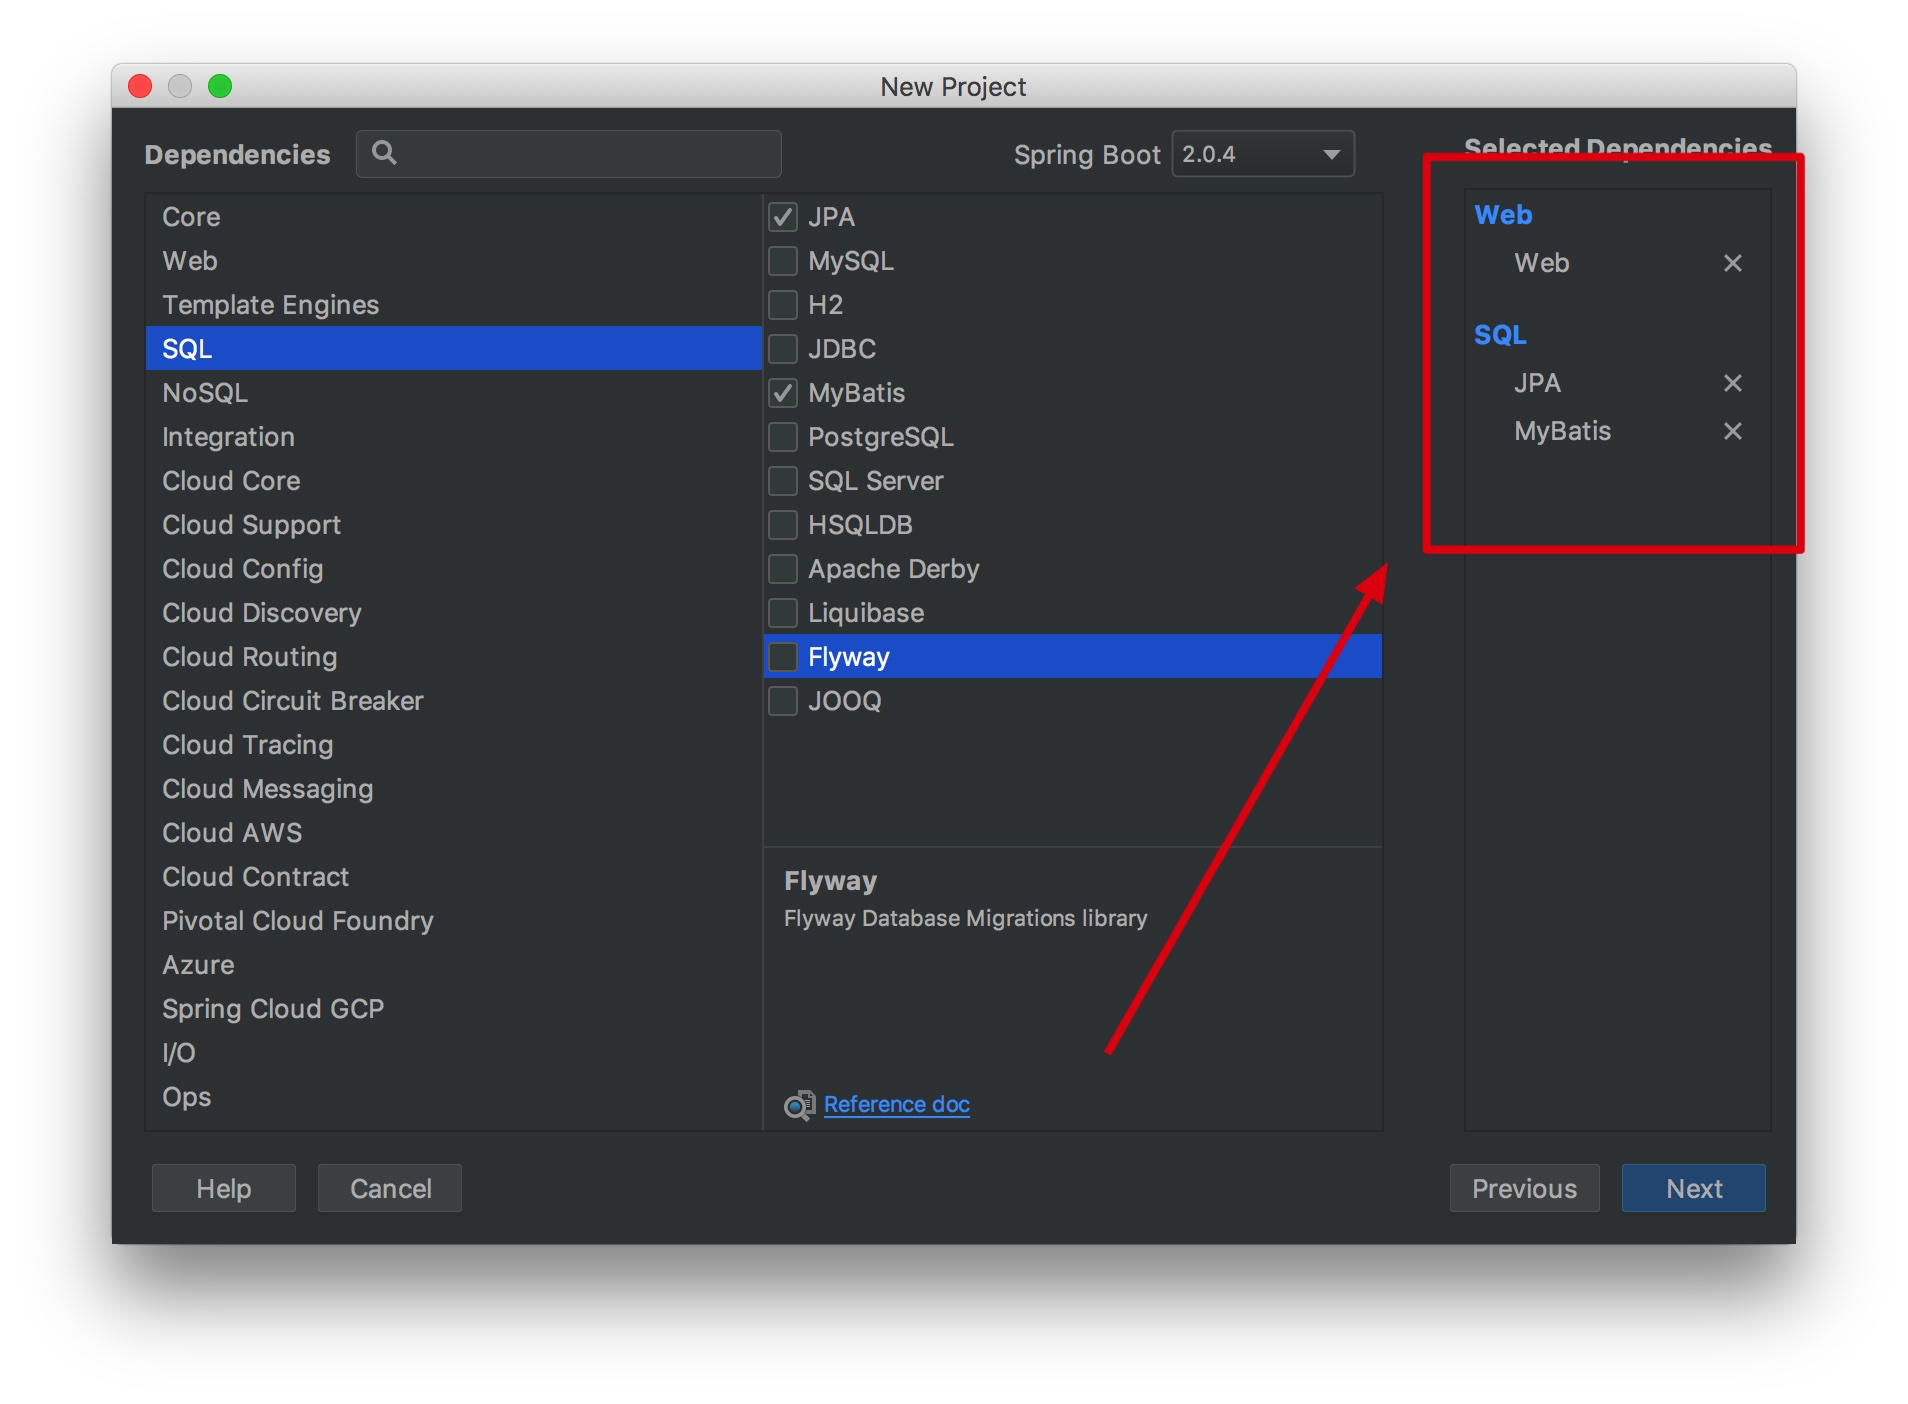 New Project
Dependencies
Spring Boot 2.0.4
Selected Dependencies
Core
Web
Template Engines
SQL
NoSQL
Integration
Cloud Core
Cloud Support
Cloud Config
Cloud Discovery
Cloud Routing
Cloud Circuit Breaker
Cloud Tracing
Cloud Messaging
Cloud AWS
Cloud Contract
Pivotal Cloud Foundry
Azure
Spring Cloud GCP
I/O
Ops
JPA
MySQL
H2
JDBC
MyBatis
PostgreSQL
SQL Server
HSQLDB
Apache Derby
Liquibase
Flyway
JOOQ
Flyway
Flyway Database Migrations library
Reference doc
Web
Web
SQL
JPA
MyBatis
Help
Cancel
Previous
Next